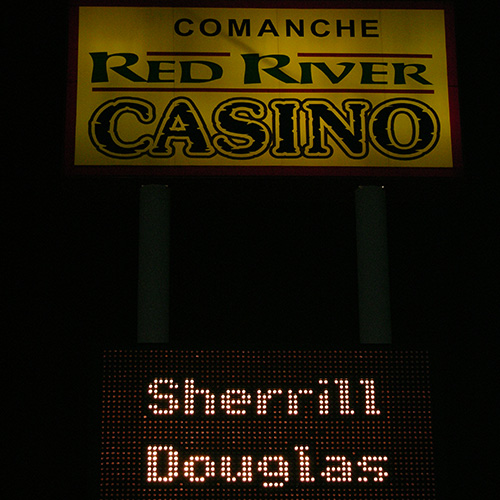 COMANCHE
RED RIVER
CASINO
Sherrill
Douglas